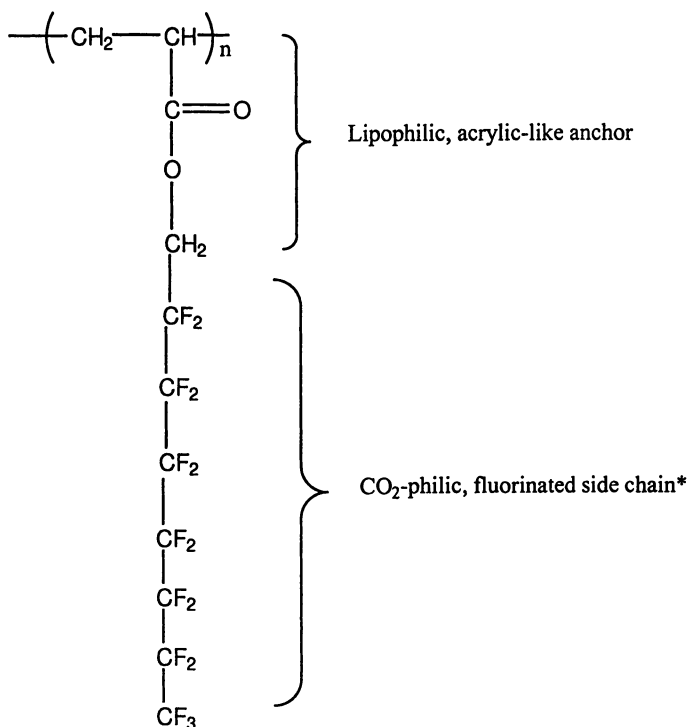 CH₂ CH n
C O
Lipophilic, acrylic-like anchor
O
CH₂
CF₂
CF₂
CF₂
CO₂-philic, fluorinated side chain*
CF₂
CF₂
CF₂
CF₃